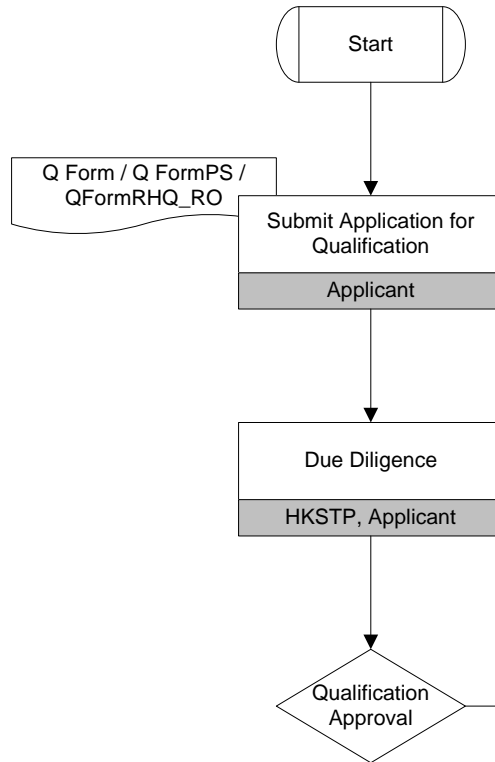 Start
Q Form / Q FormPS /
QFormRHQ_RO
Submit Application for
Qualification
Applicant
Due Diligence
HKSTP, Applicant
Qualification
Approval